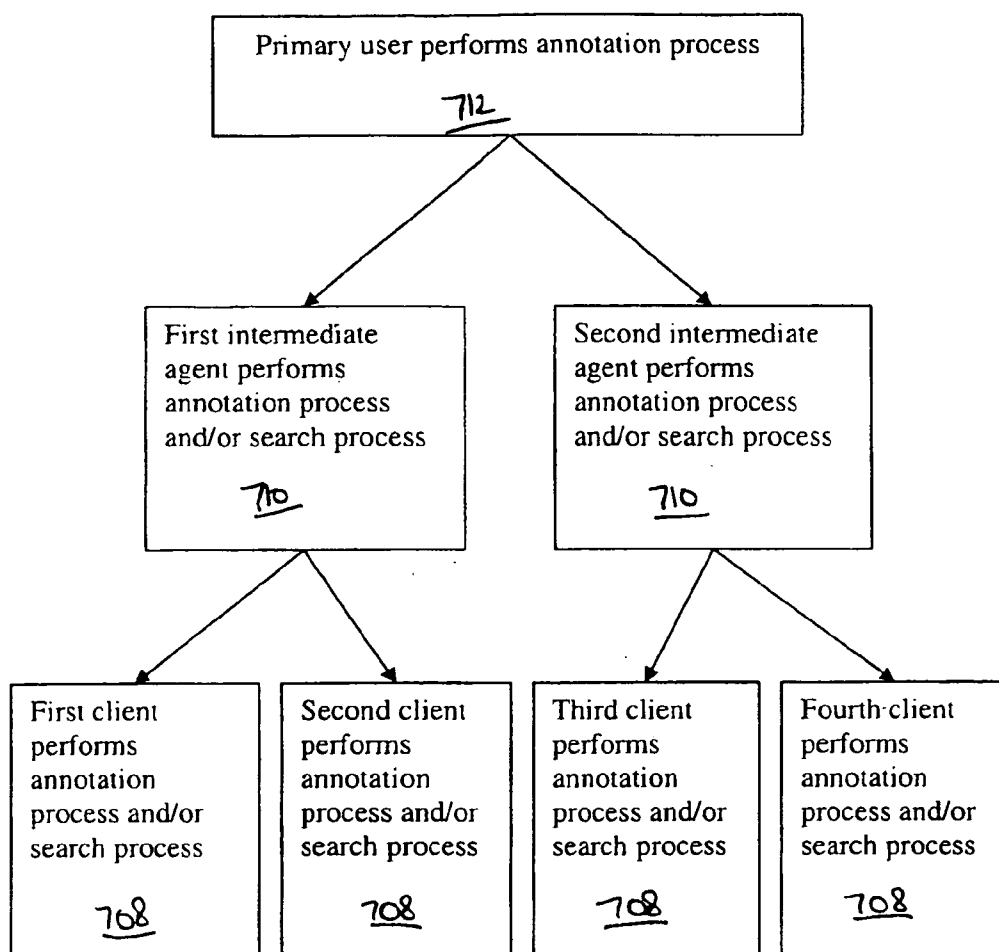 Primary user performs annotation process
712
First intermediate
agent performs
annotation process
and/or search process
710
Second intermediate
agent performs
annotation process
and/or search process
710
First client
performs
annotation
process and/or
search process
708
Second client
performs
annotation
process and/or
search process
708
Third client
performs
annotation
process and/or
search process
708
Fourth client
performs
annotation
process and/or
search process
708